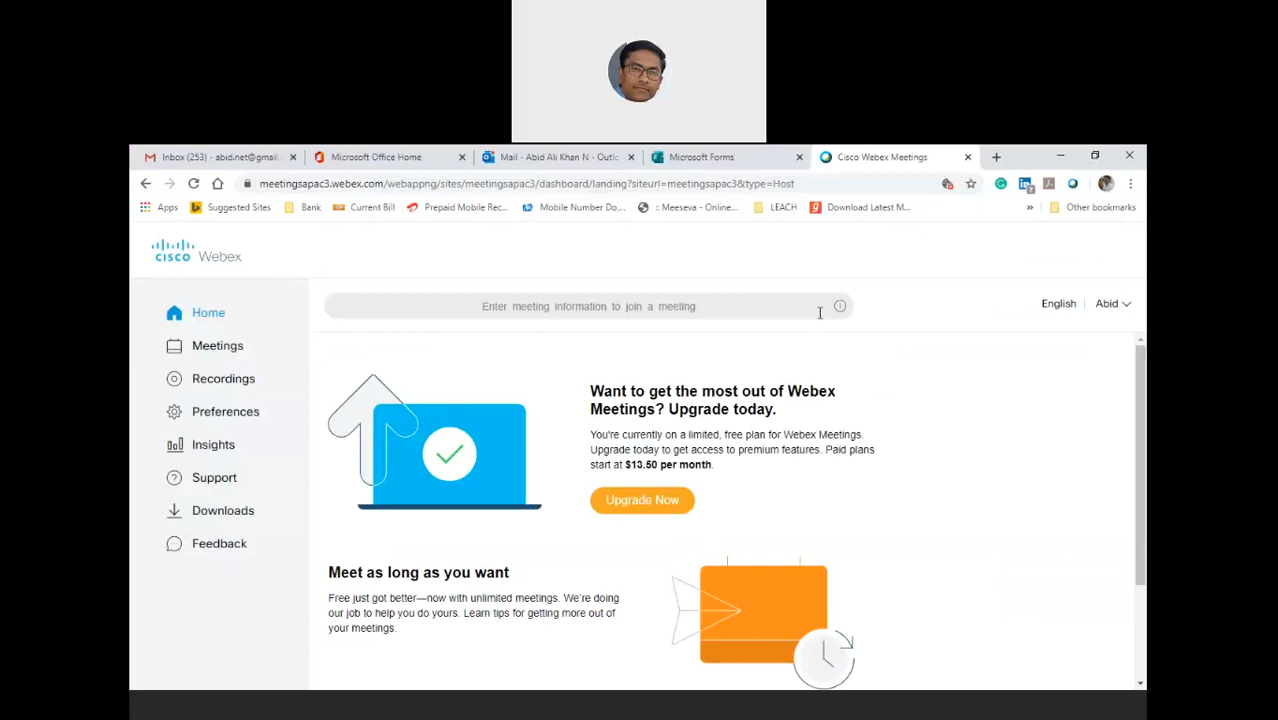 Inbox (253) - abid.net@gmail.
Microsoft Office Home
Mail - Abid Ali Khan N - Outlo
Microsoft Forms
Cisco Webex Meetings
meetingsapac3.webex.com/webappng/sites/meetingsapac3/dashboard/landing?siteurl=meetingsapac3&type=Host
Apps
Suggested Sites
Bank
Current Bill
Prepaid Mobile Rec...
Mobile Number Do,...
:: Meeseva - Online...
LEACH
Download Latest M...
»
Other bookmarks
CISCO Webex
Enter meeting information to join a meeting
English
Abid
Home
Meetings
Recordings
Preferences
Insights
Support
Downloads
Feedback
Want to get the most out of Webex
Meetings? Upgrade today.
You're currently on a limited, free plan for Webex Meetings.
Upgrade today to get access to premium features. Paid plans
start at $13.50 per month.
Upgrade Now
Meet as long as you want
Free just got better—now with unlimited meetings. We're doing
our job to help you do yours. Learn tips for getting more out of
your meetings.